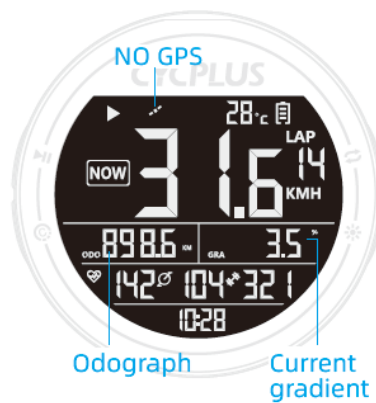 NO GPS
CYCPLUS
28°c
LAP
14
NOW
31.6
KMH
ODO 898.6 KM
GRA 3.5 %
142 104 321
10:28
Odograph
Current
gradient